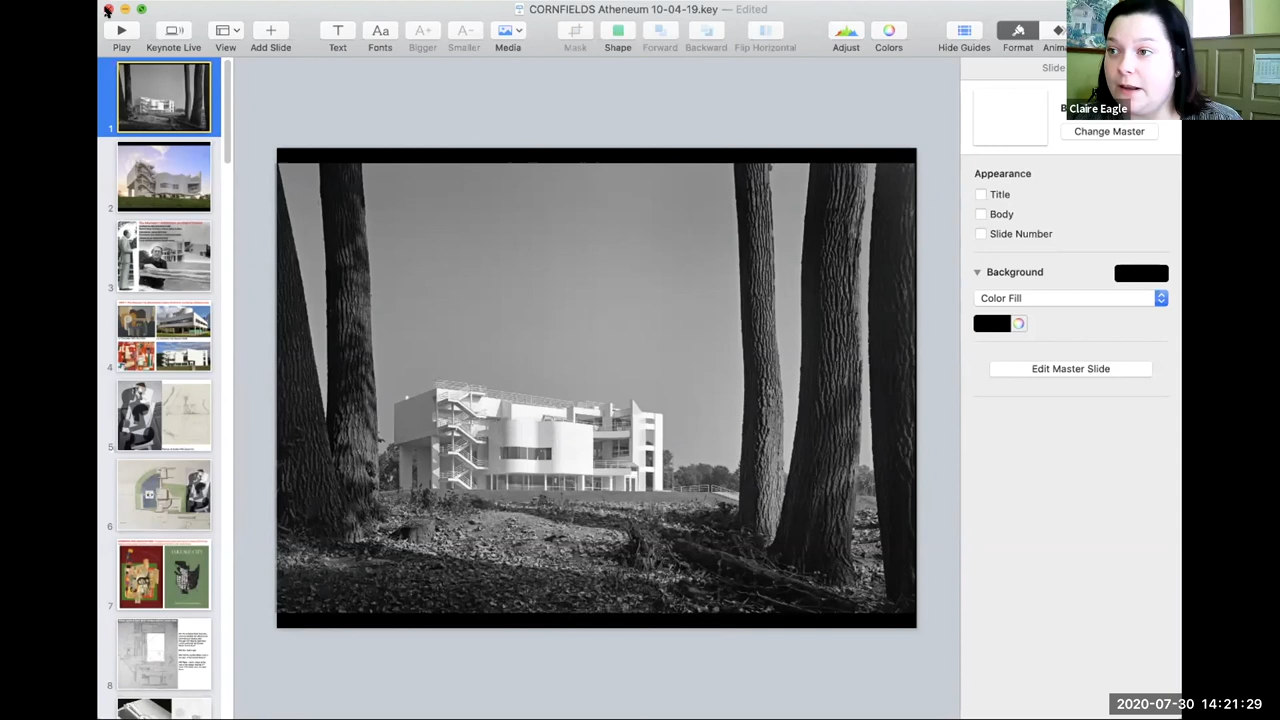 CORNFIELDS Atheneum 10-04-19.key — Edited
Play
Keynote Live
View
Add Slide
Text
Fonts
Bigger
Smaller
Media
Mask
Shape
Forward
Backward
Flip Horizontal
Adjust
Colors
Hide Guides
Format
Aa
A+
A-
Slide
Claire Eagle
Change Master
Appearance
Title
Body
Slide Number
Background
Color Fill
Edit Master Slide
1
2
3
4
5
6
7
8
2020-07-30 14:21:29